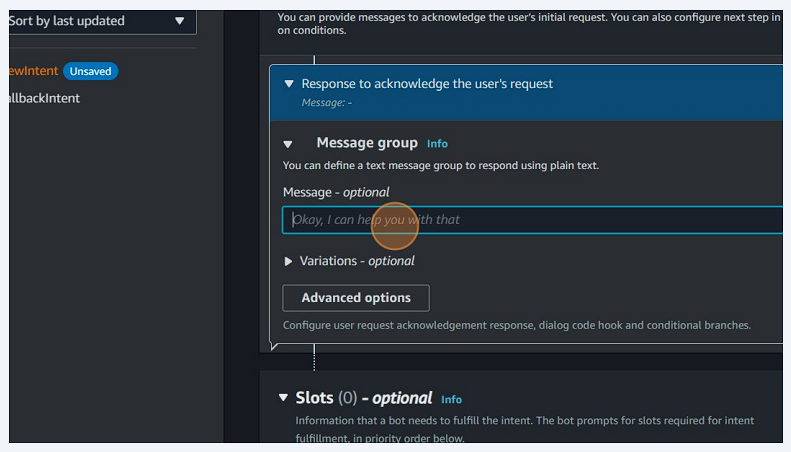 Sort by last updated
ewIntent Unsaved
allbackIntent
You can provide messages to acknowledge the user's initial request. You can also configure next step in
on conditions.
Response to acknowledge the user's request
Message: -
Message group Info
You can define a text message group to respond using plain text.
Message - optional
Okay, I can help you with that
Variations - optional
Advanced options
Configure user request acknowledgement response, dialog code hook and conditional branches.
Slots (0) - optional Info
Information that a bot needs to fulfill the intent. The bot prompts for slots required for intent
fulfillment, in priority order below.